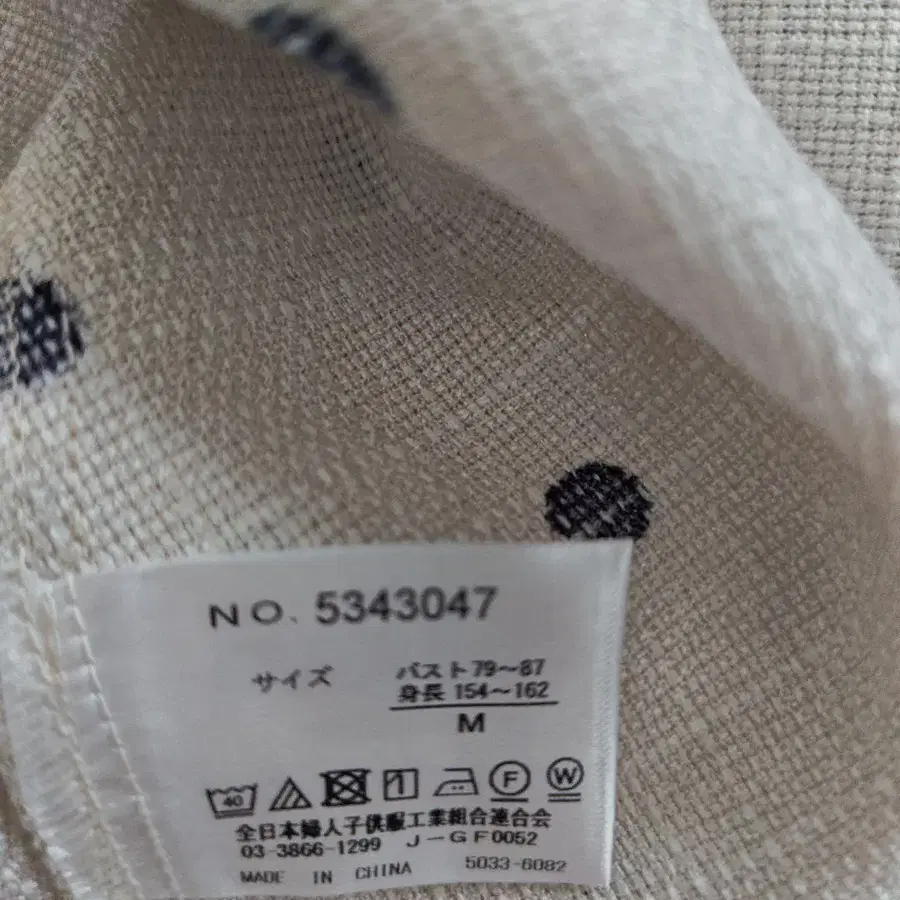 NO. 5343047
サイズ バスト79～87
身長 154～162
M
40 F W
全日本婦人子供服工業組合連合会
03-3866-1299 J-GF0052
MADE IN CHINA 5033-6082